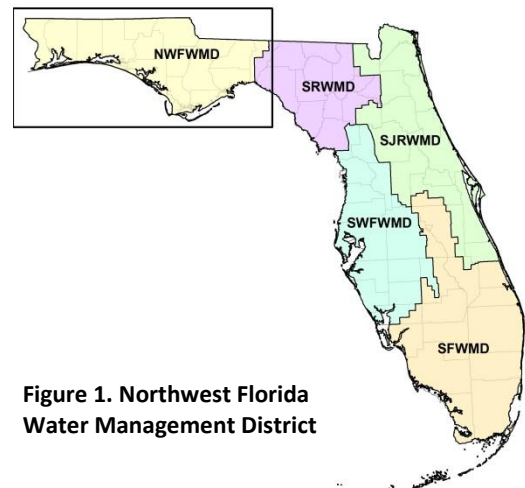 NWFWMD
SRWMD
SJRWMD
SWFWMD
SFWMD
Figure 1. Northwest Florida
Water Management District